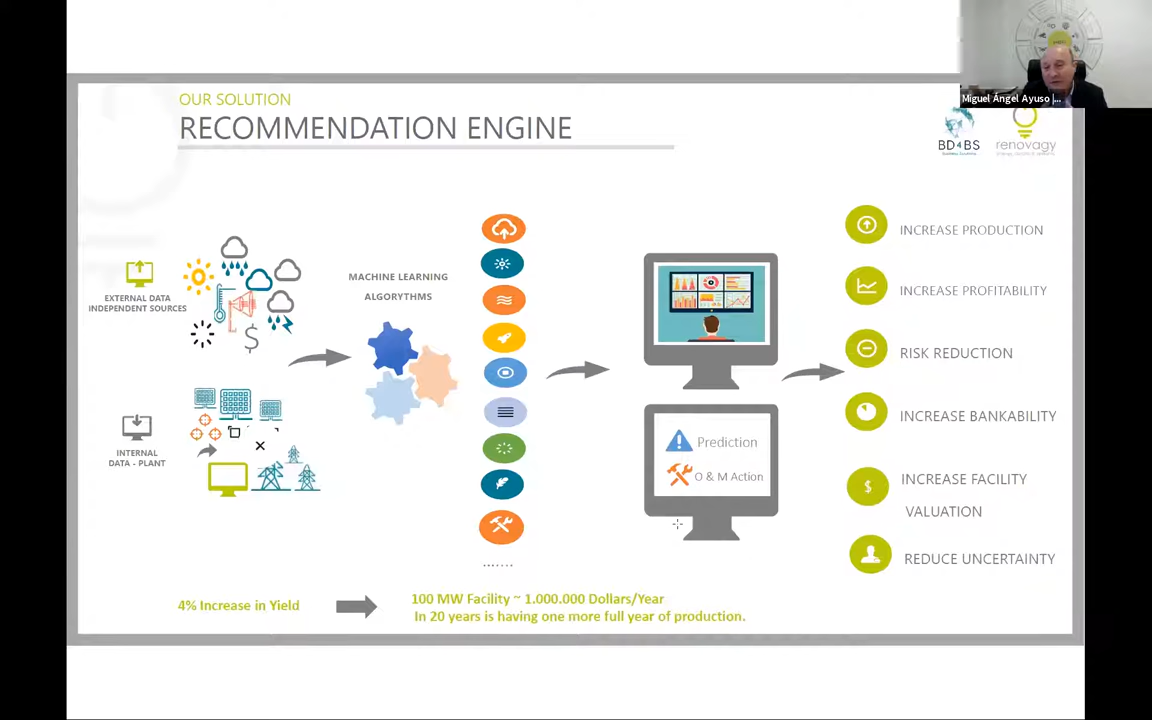 Miguel Ángel Ayuso |...
OUR SOLUTION
RECOMMENDATION ENGINE
BD4BS
renovagy
EXTERNAL DATA
INDEPENDENT SOURCES
MACHINE LEARNING
ALGORYTHMS
INTERNAL
DATA - PLANT
Prediction
O & M Action
INCREASE PRODUCTION
INCREASE PROFITABILITY
RISK REDUCTION
INCREASE BANKABILITY
INCREASE FACILITY
VALUATION
REDUCE UNCERTAINTY
.......
4% Increase in Yield
100 MW Facility ~ 1.000.000 Dollars/Year
In 20 years is having one more full year of production.